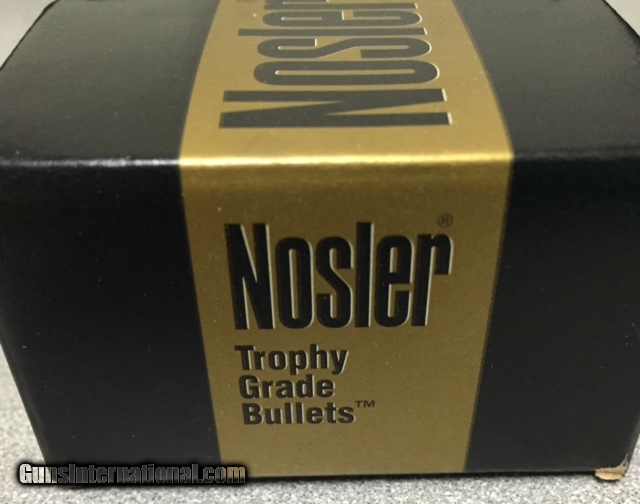 Nosler
Nosler®
Trophy
Grade
Bullets™
GunsInternational.com